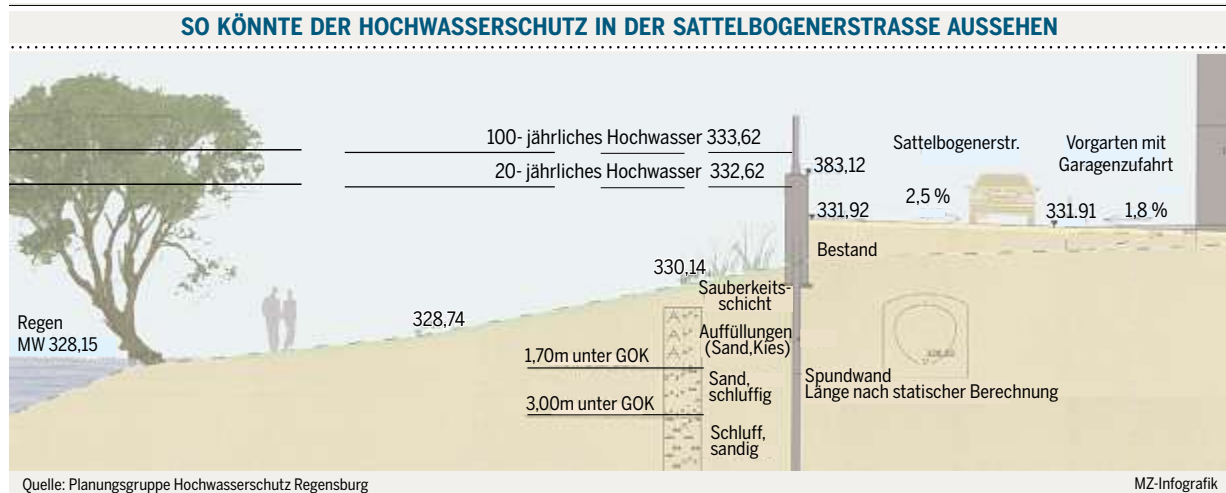 SO KÖNNTE DER HOCHWASSERSCHUTZ IN DER SATTELBOGENERSTRASSE AUSSEHEN
100- jährliches Hochwasser 333,62
20- jährliches Hochwasser 332,62
383,12
331,92
Sattelbogenerstr.
2,5 %
Vorgarten mit
Garagenzufahrt
331.91
1,8 %
Bestand
330,14
Sauberkeits-
schicht
328,74
Regen
MW 328,15
Auffüllungen
(Sand,Kies)
1,70m unter GOK
Sand,
schluffig
3,00m unter GOK
Schluff,
sandig
Spundwand
Länge nach statischer Berechnung
Quelle: Planungsgruppe Hochwasserschutz Regensburg
MZ-Infografik